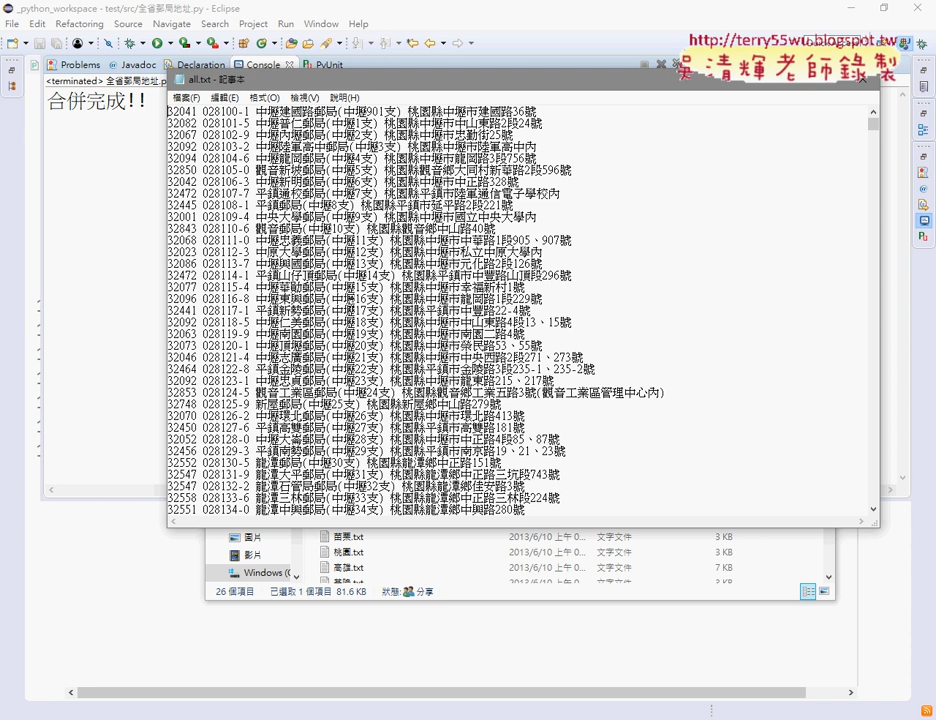 _python_workspace - test/src/全省郵局地址.py - Eclipse
File Edit Refactoring Source Navigate Search Project Run Window Help
http://terry55wu.blogspot.tw
吳清輝老師錄製
Problems Javadoc Declaration Console PyUnit
<terminated> 全省郵局地址.p
合併完成!!
all.txt - 記事本
檔案(F) 編輯(E) 格式(O) 檢視(V) 說明(H)
32041 028100-1 中壢建國路郵局(中壢901支) 桃園縣中壢市建國路36號
32082 028101-5 中壢普仁郵局(中壢1支) 桃園縣中壢市中山東路2段24號
32067 028102-9 中壢內壢郵局(中壢2支) 桃園縣中壢市忠勤街25號
32092 028103-2 中壢陸軍高中郵局(中壢3支) 桃園縣中壢市陸軍高中內
32094 028104-6 中壢龍岡郵局(中壢4支) 桃園縣中壢市龍岡路3段756號
32850 028105-0 觀音新坡郵局(中壢5支) 桃園縣觀音鄉大同村新華路2段596號
32042 028106-3 中壢新明郵局(中壢6支) 桃園縣中壢市中正路328號
32472 028107-7 平鎮通校郵局(中壢7支) 桃園縣平鎮市陸軍通信電子學校內
32445 028108-1 平鎮郵局(中壢8支) 桃園縣平鎮市延平路2段221號
32001 028109-4 中央大學郵局(中壢9支) 桃園縣中壢市國立中央大學內
32843 028110-6 觀音郵局(中壢10支) 桃園縣觀音鄉中山路40號
32068 028111-0 中壢忠義郵局(中壢11支) 桃園縣中壢市中華路1段905、907號
32023 028112-3 中原大學郵局(中壢12支) 桃園縣中壢市私立中原大學內
32086 028113-7 中壢興國郵局(中壢13支) 桃園縣中壢市元化路2段126號
32472 028114-1 平鎮山仔頂郵局(中壢14支) 桃園縣平鎮市中豐路山頂段296號
32077 028115-4 中壢華勛郵局(中壢15支) 桃園縣中壢市幸福新村1號
32096 028116-8 中壢東興郵局(中壢16支) 桃園縣中壢市龍岡路1段229號
32441 028117-1 平鎮新勢郵局(中壢17支) 桃園縣平鎮市中豐路22-4號
32092 028118-5 中壢仁美郵局(中壢18支) 桃園縣中壢市中山東路4段13、15號
32063 028119-9 中壢南園郵局(中壢19支) 桃園縣中壢市南園二路4號
32073 028120-1 中壢頂壢郵局(中壢20支) 桃園縣中壢市榮民路53、55號
32046 028121-4 中壢志廣郵局(中壢21支) 桃園縣中壢市中央西路2段271、273號
32464 028122-8 平鎮金陵郵局(中壢22支) 桃園縣平鎮市金陵路3段235-1、235-2號
32092 028123-1 中壢忠貞郵局(中壢23支) 桃園縣中壢市龍東路215、217號
32853 028124-5 觀音工業區郵局(中壢24支) 桃園縣觀音鄉工業五路3號(觀音工業區管理中心內)
32748 028125-9 新屋郵局(中壢25支) 桃園縣新屋鄉中山路279號
32070 028126-2 中壢環北郵局(中壢26支) 桃園縣中壢市環北路413號
32450 028127-6 平鎮高雙郵局(中壢27支) 桃園縣平鎮市高雙路181號
32052 028128-0 中壢大崙郵局(中壢28支) 桃園縣中壢市中正路4段85、87號
32456 028129-3 平鎮南勢郵局(中壢29支) 桃園縣平鎮市南京路19、21、23號
32552 028130-5 龍潭郵局(中壢30支) 桃園縣龍潭鄉中正路151號
32547 028131-9 龍潭大平郵局(中壢31支) 桃園縣龍潭鄉中正路三坑段743號
32547 028132-2 龍潭石管局郵局(中壢32支) 桃園縣龍潭鄉佳安路3號
32558 028133-6 龍潭三林郵局(中壢33支) 桃園縣龍潭鄉中正路三林段224號
32551 028134-0 龍潭中興郵局(中壢34支) 桃園縣龍潭鄉中興路280號
圖片 苗栗.txt 2013/6/10 上午 0... 文字文件 3 KB
影片 桃園.txt 2013/6/10 上午 0... 文字文件 3 KB
Windows (C 高雄.txt 2013/6/10 上午 0... 文字文件 7 KB
基隆.txt 2013/6/10 上午 0... 文字文件 3 KB
26 個項目 已選取 1 個項目 81.6 KB 狀態: 分享